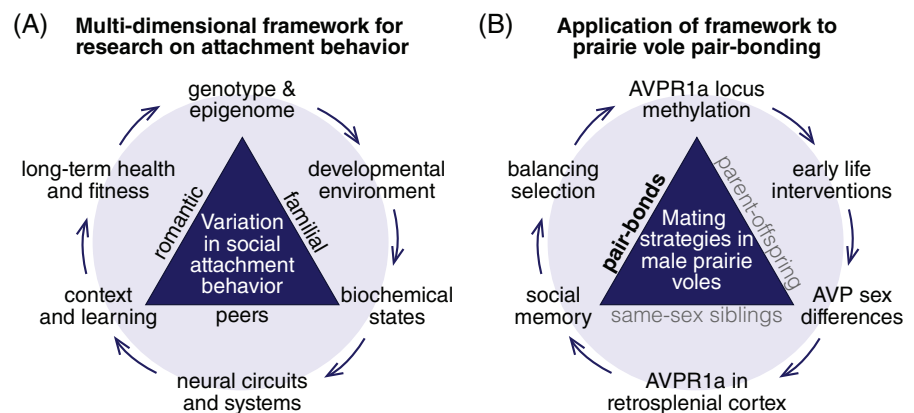 (A)
Multi-dimensional framework for
research on attachment behavior
genotype &
epigenome
developmental
environment
biochemical
states
neural circuits
and systems
context
and learning
long-term health
and fitness
romantic
familial
peers
Variation
in social
attachment
behavior
(B)
Application of framework to
prairie vole pair-bonding
AVPR1a locus
methylation
early life
interventions
AVP sex
differences
AVPR1a in
retrosplenial cortex
social
memory
balancing
selection
pair-bonds
parent-offspring
same-sex siblings
Mating
strategies in
male prairie
voles